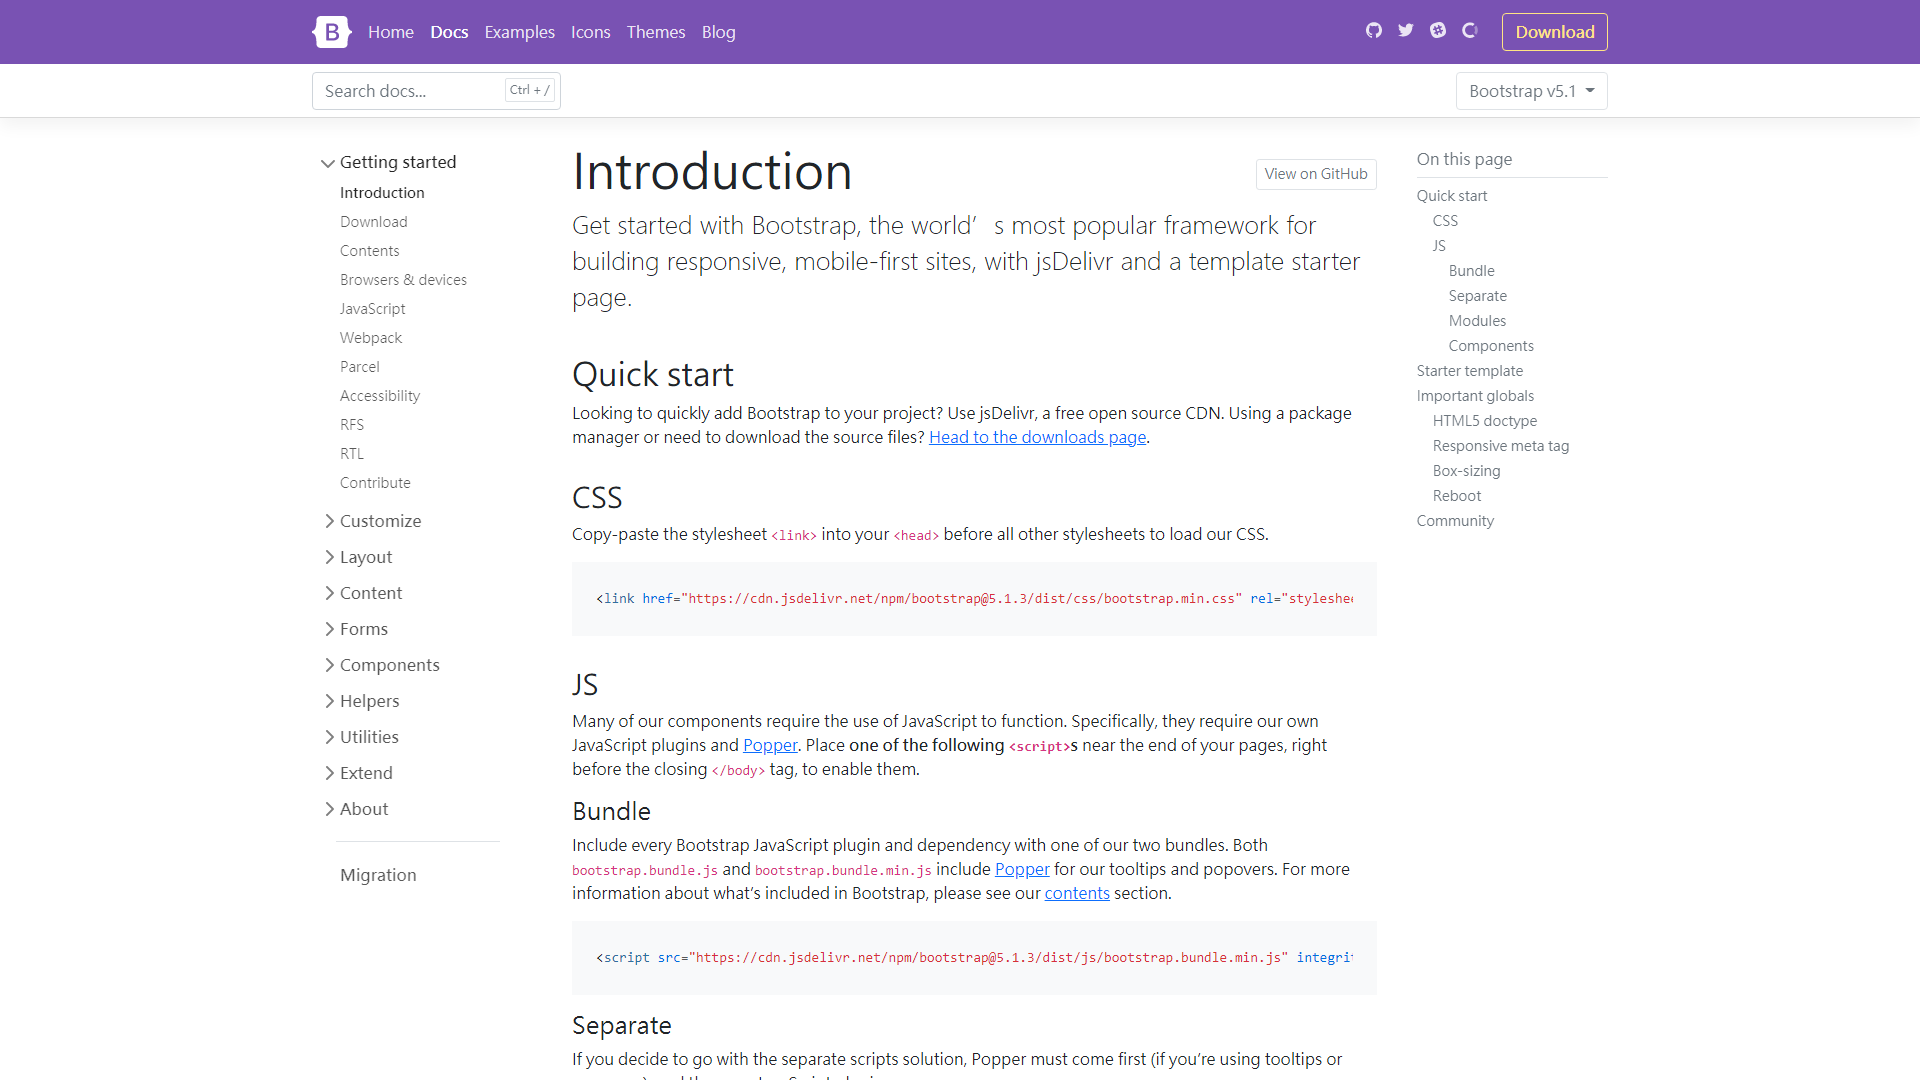 B Home Docs Examples Icons Themes Blog Download
Search docs... Ctrl + / Bootstrap v5.1
Getting started
Introduction
Download
Contents
Browsers & devices
JavaScript
Webpack
Parcel
Accessibility
RFS
RTL
Contribute
Customize
Layout
Content
Forms
Components
Helpers
Utilities
Extend
About
Migration
Introduction
View on GitHub
Get started with Bootstrap, the world’s most popular framework for
building responsive, mobile-first sites, with jsDelivr and a template starter
page.
Quick start
Looking to quickly add Bootstrap to your project? Use jsDelivr, a free open source CDN. Using a package
manager or need to download the source files? Head to the downloads page.
CSS
Copy-paste the stylesheet <link> into your <head> before all other stylesheets to load our CSS.
<link href="https://cdn.jsdelivr.net/npm/bootstrap@5.1.3/dist/css/bootstrap.min.css" rel="styleshee
JS
Many of our components require the use of JavaScript to function. Specifically, they require our own
JavaScript plugins and Popper. Place one of the following <script>s near the end of your pages, right
before the closing </body> tag, to enable them.
Bundle
Include every Bootstrap JavaScript plugin and dependency with one of our two bundles. Both
bootstrap.bundle.js and bootstrap.bundle.min.js include Popper for our tooltips and popovers. For more
information about what’s included in Bootstrap, please see our contents section.
<script src="https://cdn.jsdelivr.net/npm/bootstrap@5.1.3/dist/js/bootstrap.bundle.min.js" integrit
Separate
If you decide to go with the separate scripts solution, Popper must come first (if you’re using tooltips or
On this page
Quick start
CSS
JS
Bundle
Separate
Modules
Components
Starter template
Important globals
HTML5 doctype
Responsive meta tag
Box-sizing
Reboot
Community